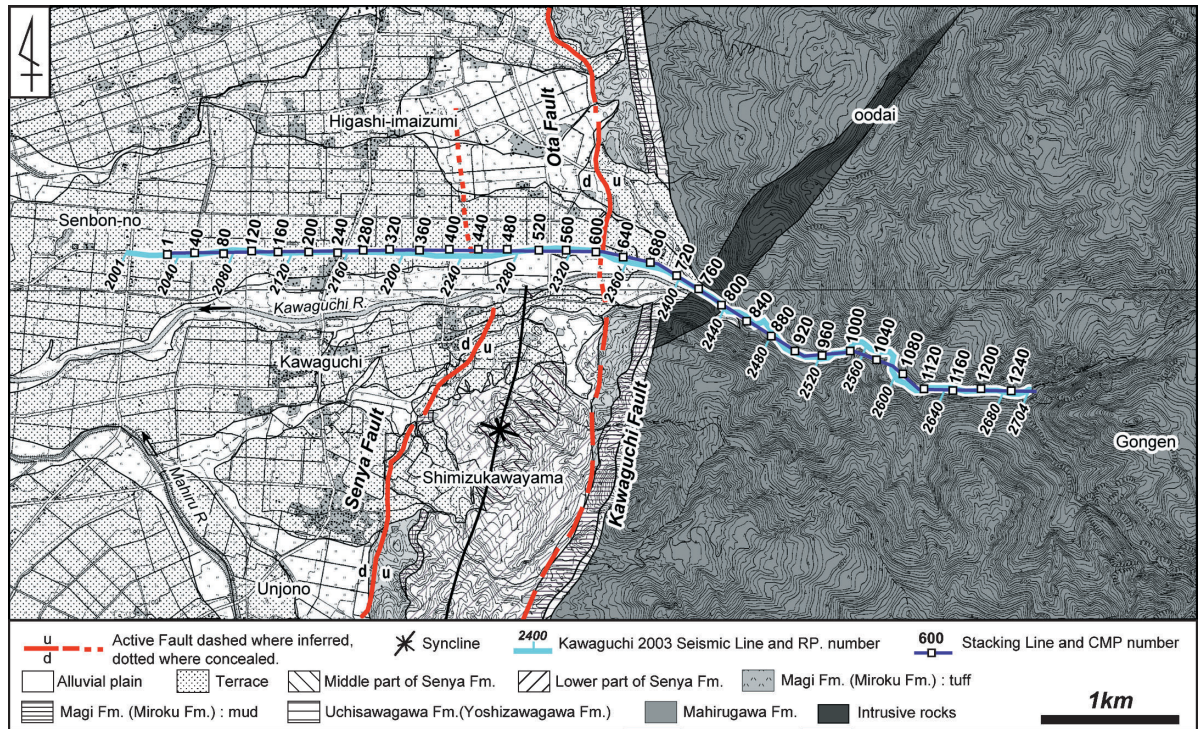 oodai
Higashi-imaizumi
Ota Fault
d u
Senbon-no
1
40
80
120
160
200
240
280
320
360
400
440
480
520
560
600
640
680
720
760
800
840
880
920
960
1000
1040
1080
1120
1160
1200
1240
2001
2040
2080
2120
2160
2200
2240
2280
2320
2360
2400
2440
2480
2520
2560
2600
2640
2680
2704
Kawaguchi R.
d u
Kawaguchi
Gongen
Senya Fault
Shimizukawayama
Kawaguchi Fault
Mahiru R.
d u
Unjono
u
d
Active Fault dashed where inferred,
dotted where concealed.
Syncline
2400
Kawaguchi 2003 Seismic Line and RP. number
600
Stacking Line and CMP number
Alluvial plain
Terrace
Middle part of Senya Fm.
Lower part of Senya Fm.
Magi Fm. (Miroku Fm.) : tuff
Magi Fm. (Miroku Fm.) : mud
Uchisawagawa Fm.(Yoshizawagawa Fm.)
Mahirugawa Fm.
Intrusive rocks
1km